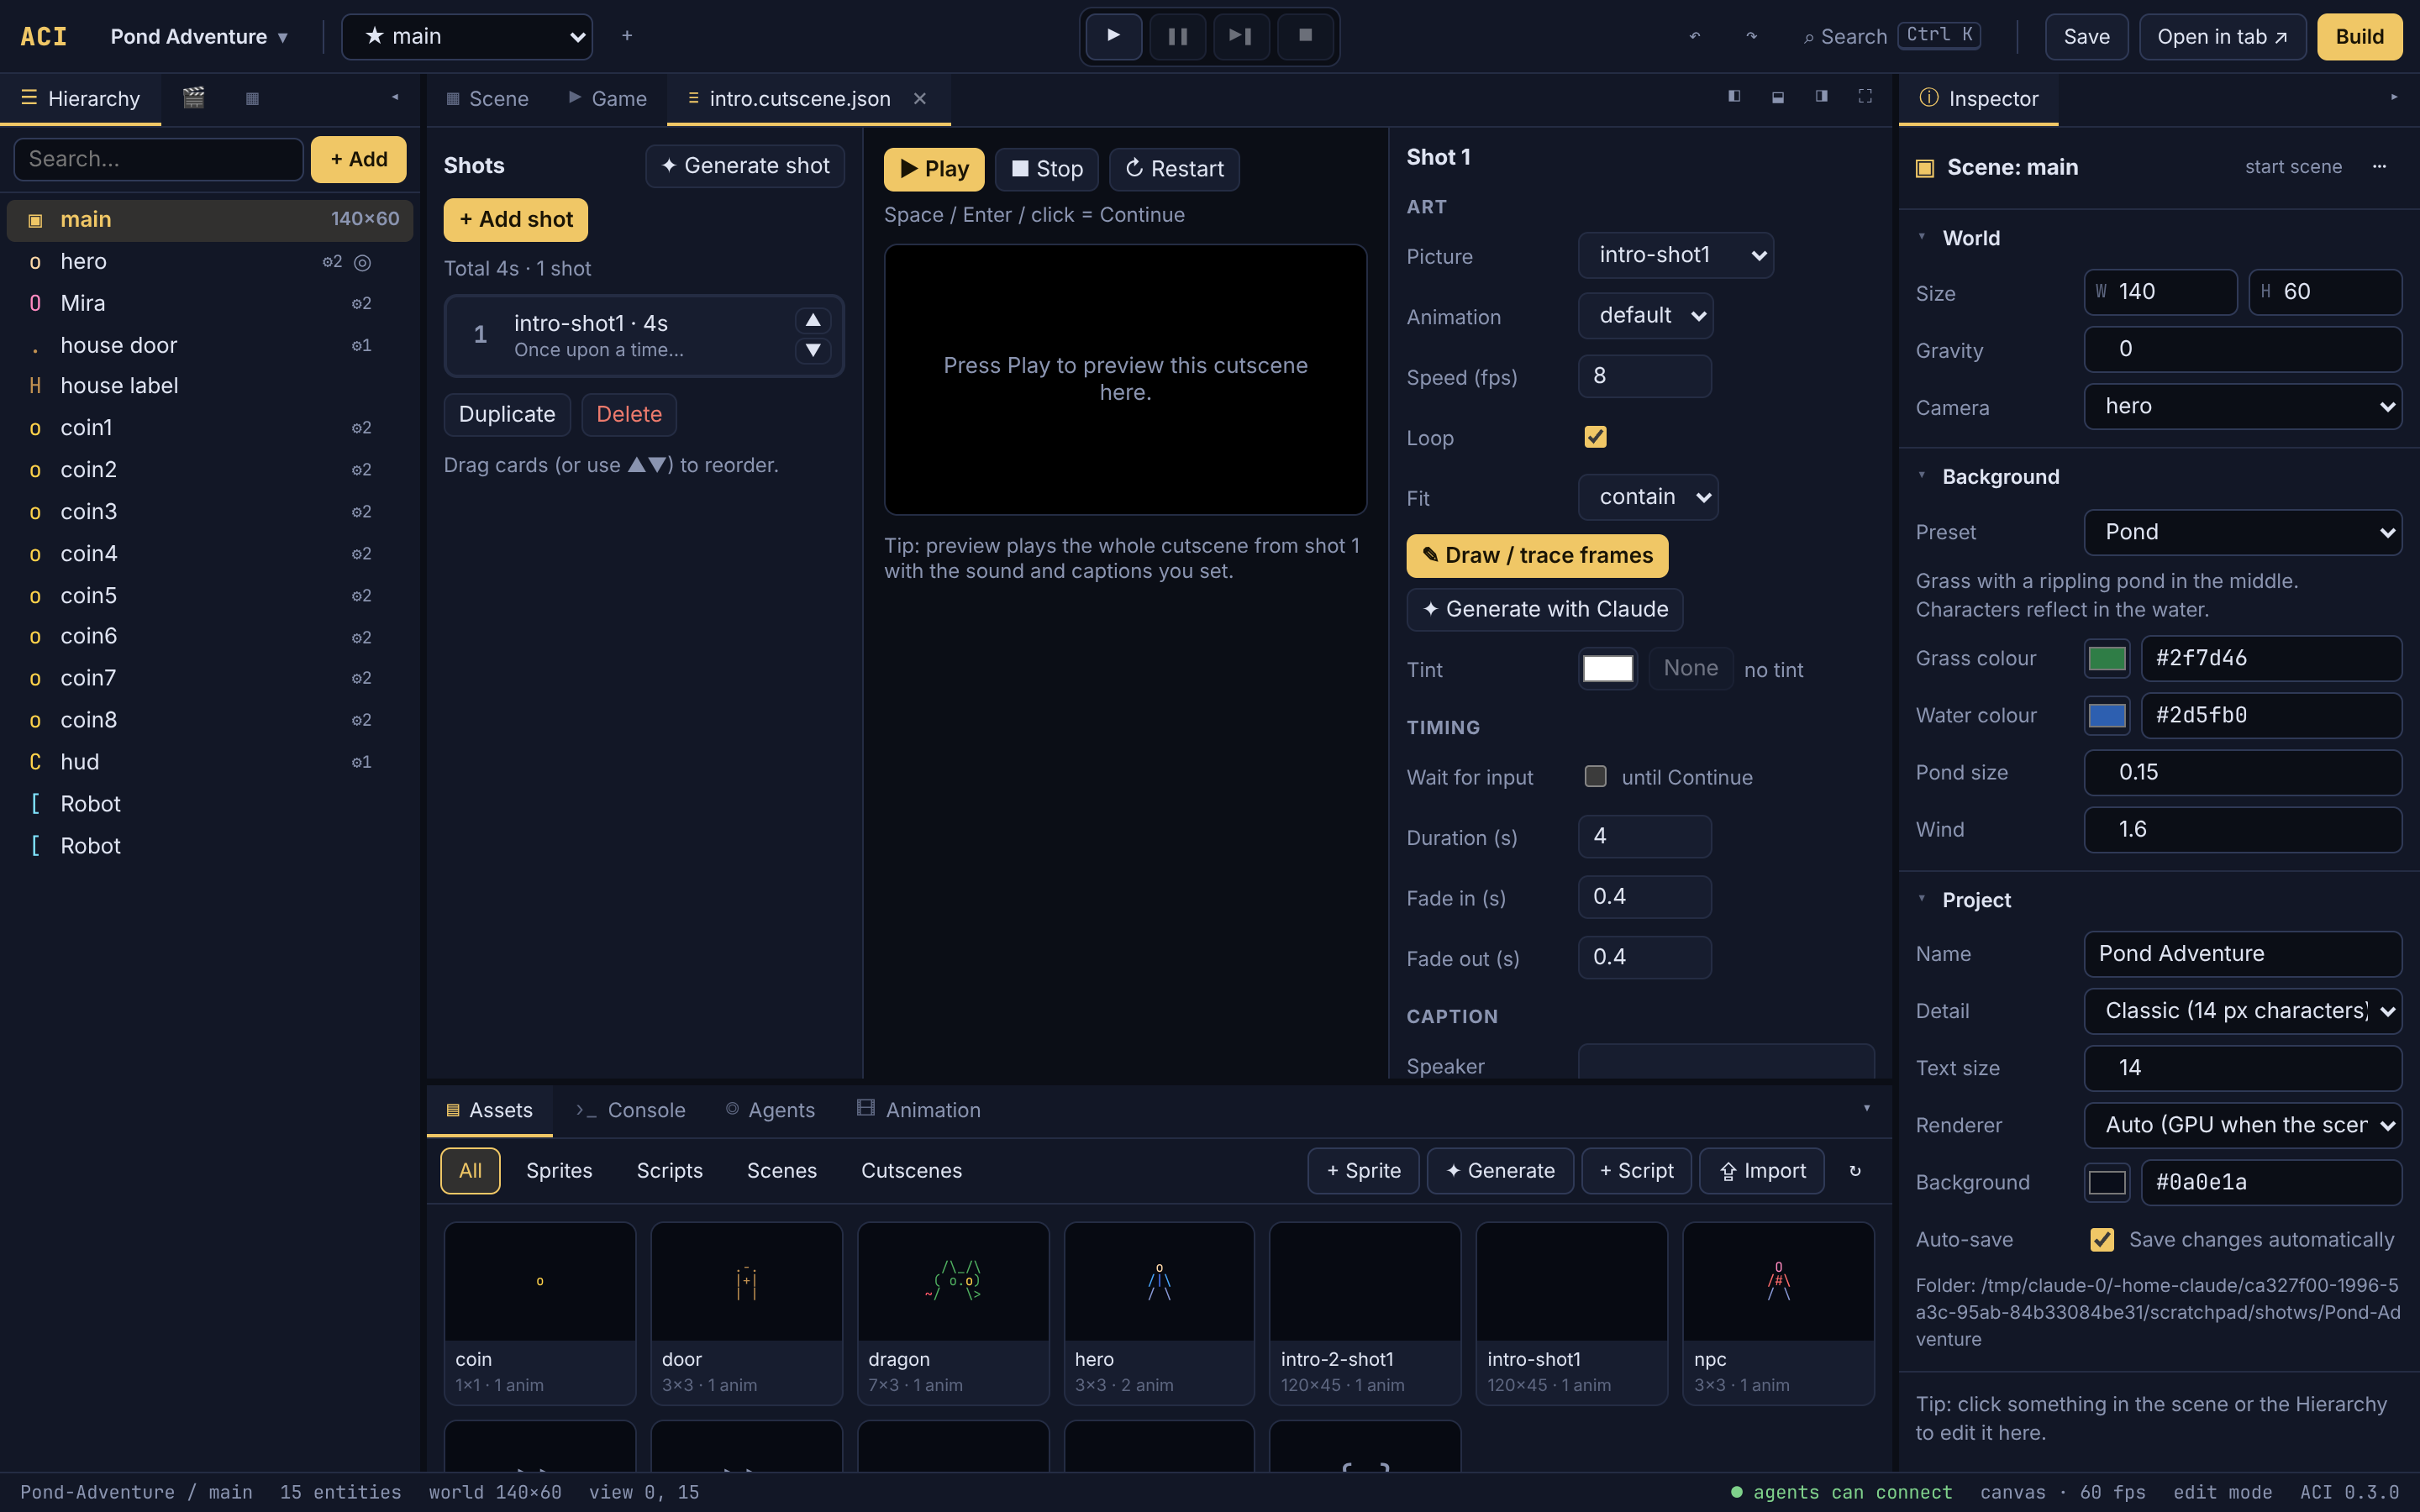 ACI Pond Adventure ▾ ★ main + Search Ctrl K Save Open in tab ↗ Build
Hierarchy
Search...
+ Add
main 140×60
hero ⚙2
Mira ⚙2
house door ⚙1
house label
coin1 ⚙2
coin2 ⚙2
coin3 ⚙2
coin4 ⚙2
coin5 ⚙2
coin6 ⚙2
coin7 ⚙2
coin8 ⚙2
hud ⚙1
Robot
Robot
Scene Game intro.cutscene.json ✕
Shots ✦ Generate shot
+ Add shot
Total 4s · 1 shot
1 intro-shot1 · 4s
Once upon a time...
▲
▼
Duplicate Delete
Drag cards (or use ▲▼) to reorder.
▶ Play ■ Stop ↻ Restart
Space / Enter / click = Continue
Press Play to preview this cutscene
here.
Tip: preview plays the whole cutscene from shot 1
with the sound and captions you set.
Shot 1
ART
Picture intro-shot1
Animation default
Speed (fps) 8
Loop
Fit contain
✎ Draw / trace frames
✦ Generate with Claude
Tint None no tint
TIMING
Wait for input until Continue
Duration (s) 4
Fade in (s) 0.4
Fade out (s) 0.4
CAPTION
Speaker
Assets Console Agents Animation
All Sprites Scripts Scenes Cutscenes + Sprite ✦ Generate + Script Import
coin
1×1 · 1 anim
door
3×3 · 1 anim
dragon
7×3 · 1 anim
hero
3×3 · 2 anim
intro-2-shot1
120×45 · 1 anim
intro-shot1
120×45 · 1 anim
npc
3×3 · 1 anim
Inspector
Scene: main start scene ···
World
Size W 140 H 60
Gravity 0
Camera hero
Background
Preset Pond
Grass with a rippling pond in the middle.
Characters reflect in the water.
Grass colour #2f7d46
Water colour #2d5fb0
Pond size 0.15
Wind 1.6
Project
Name Pond Adventure
Detail Classic (14 px characters)
Text size 14
Renderer Auto (GPU when the scen
Background #0a0e1a
Auto-save Save changes automatically
Folder: /tmp/claude-0/-home-claude/ca327f00-1996-5
a3c-95ab-84b33084be31/scratchpad/shotws/Pond-Ad
venture
Tip: click something in the scene or the Hierarchy
to edit it here.
Pond-Adventure / main 15 entities world 140×60 view 0, 15 agents can connect canvas · 60 fps edit mode ACI 0.3.0